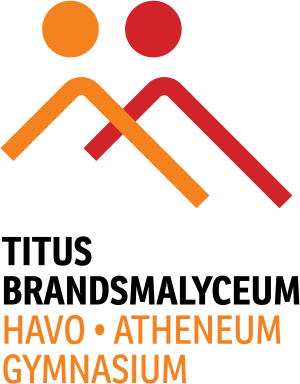 TITUS
BRANDSMALYCEUM
HAVO • ATHENEUM
GYMNASIUM